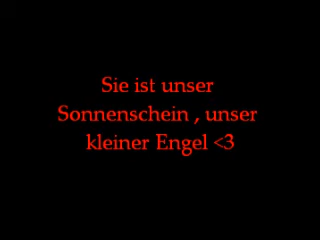 Sie ist unser
Sonnenschein , unser
kleiner Engel <3